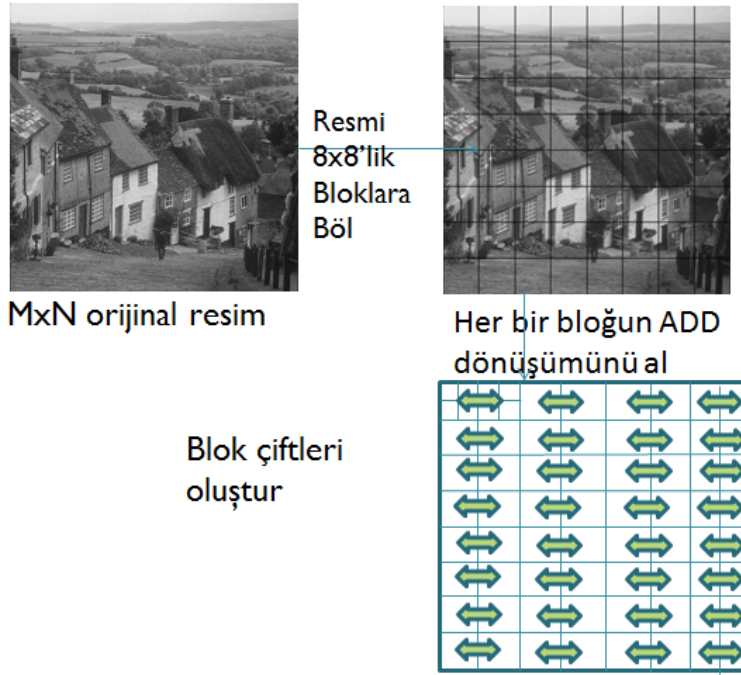 Resmi
8x8'lik
Bloklara
Böl
MxN orijinal resim
Her bir bloğun ADD
dönüşümünü al
Blok çiftleri
oluştur